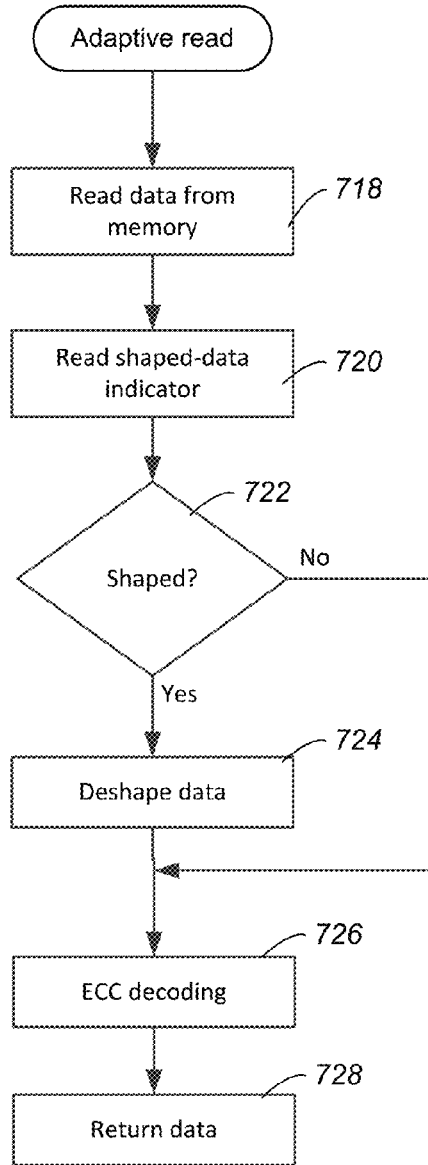 Adaptive read
Read data from
memory
718
Read shaped-data
indicator
720
722
Shaped?
No
Yes
724
Deshape data
726
ECC decoding
728
Return data